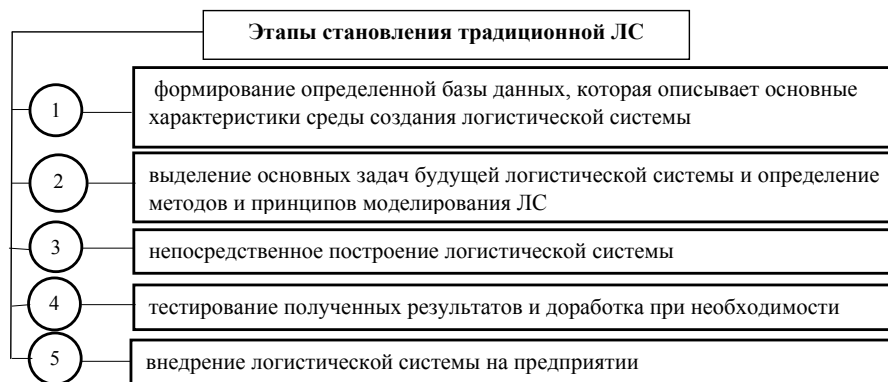 Этапы становления традиционной ЛС
1
формирование определенной базы данных, которая описывает основные
характеристики среды создания логистической системы
2
выделение основных задач будущей логистической системы и определение
методов и принципов моделирования ЛС
3
непосредственное построение логистической системы
4
тестирование полученных результатов и доработка при необходимости
5
внедрение логистической системы на предприятии